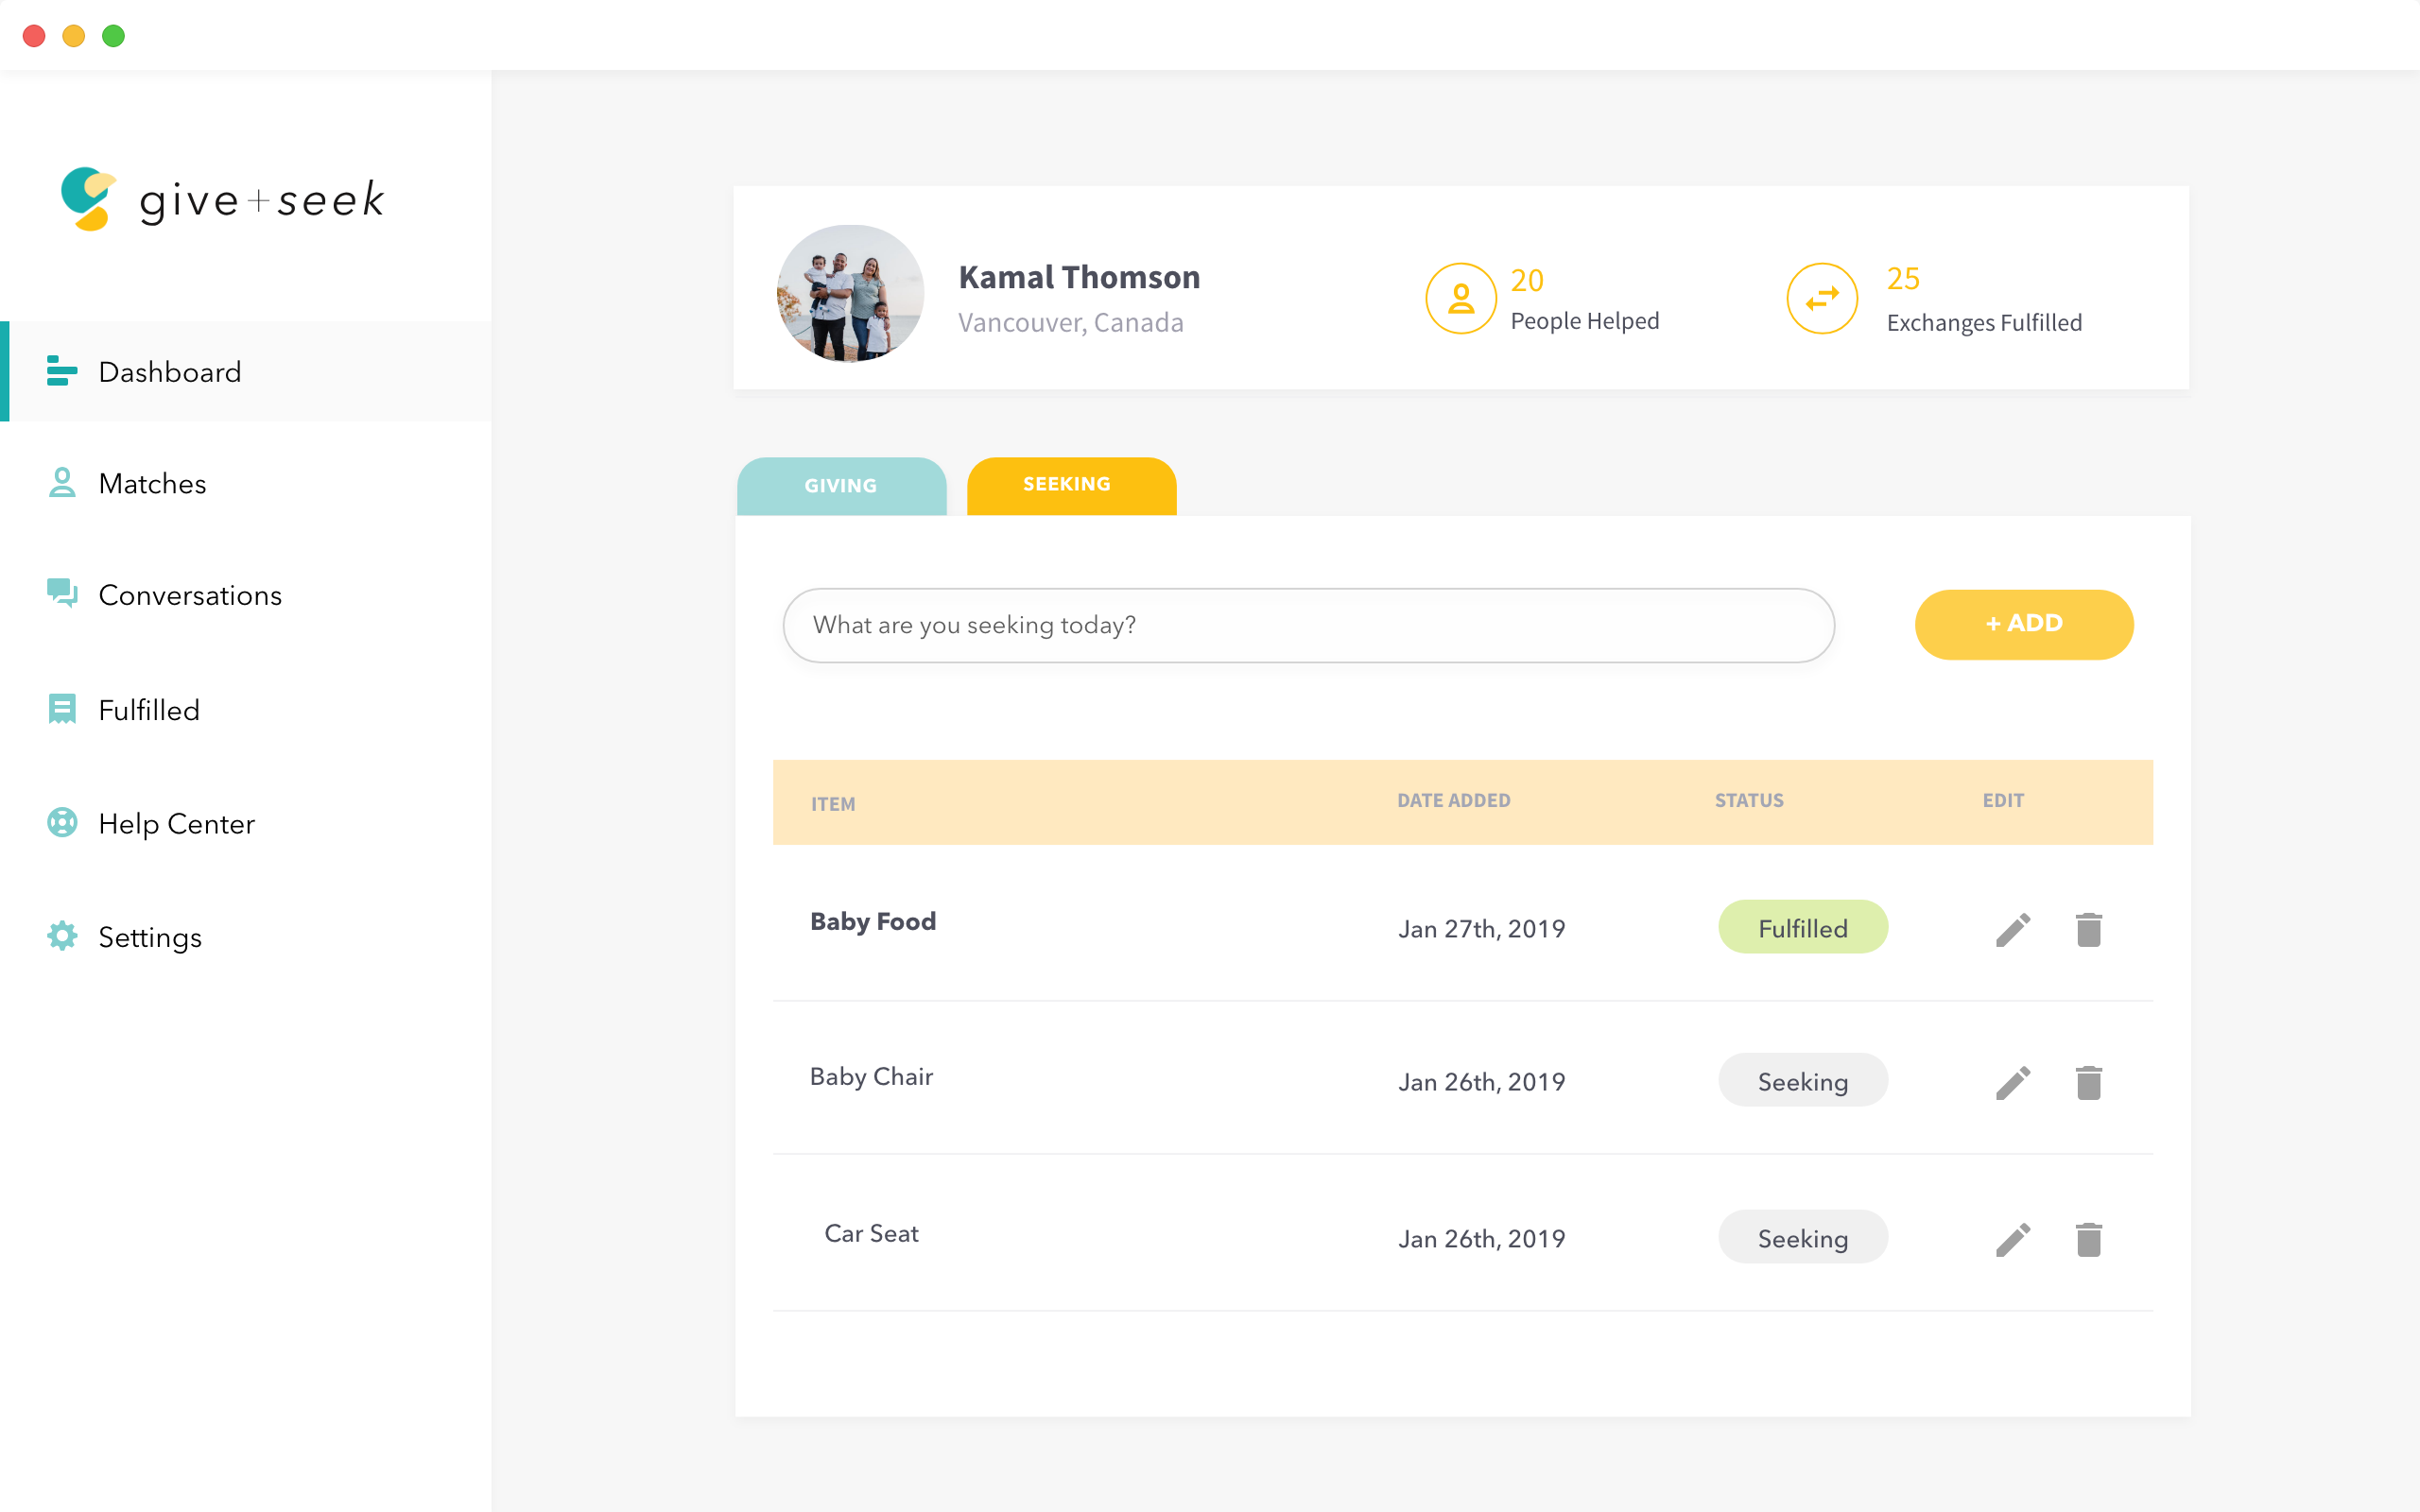 give+seek
Dashboard
Matches
Conversations
Fulfilled
Help Center
Settings
Kamal Thomson
Vancouver, Canada
20
People Helped
25
Exchanges Fulfilled
GIVING
SEEKING
What are you seeking today?
+ ADD
ITEM DATE ADDED STATUS EDIT
Baby Food Jan 27th, 2019 Fulfilled
Baby Chair Jan 26th, 2019 Seeking
Car Seat Jan 26th, 2019 Seeking